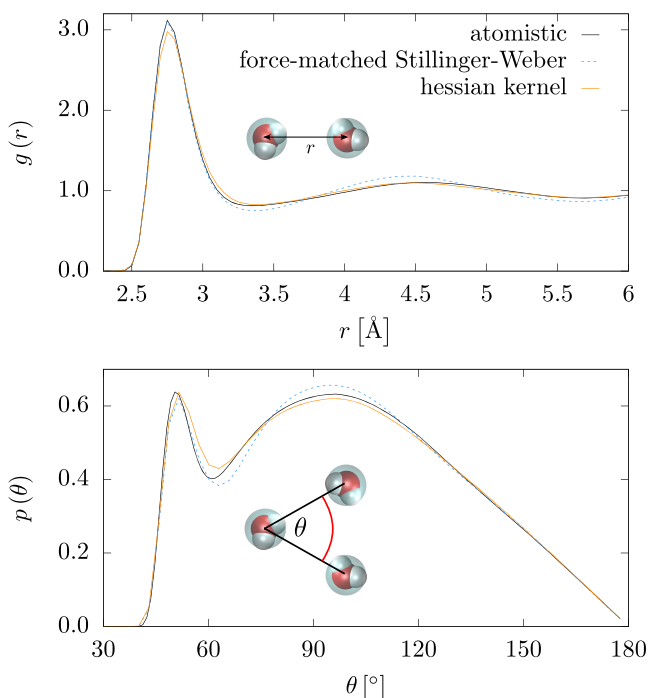 3.0
atomistic
force-matched Stillinger-Weber
hessian kernel
2.0
g (r)
r
1.0
0.0
2.5 3 3.5 4 4.5 5 5.5 6
r [Å]
0.6
0.4
p (θ)
θ
0.2
0.0
30 60 90 120 150 180
θ [°]